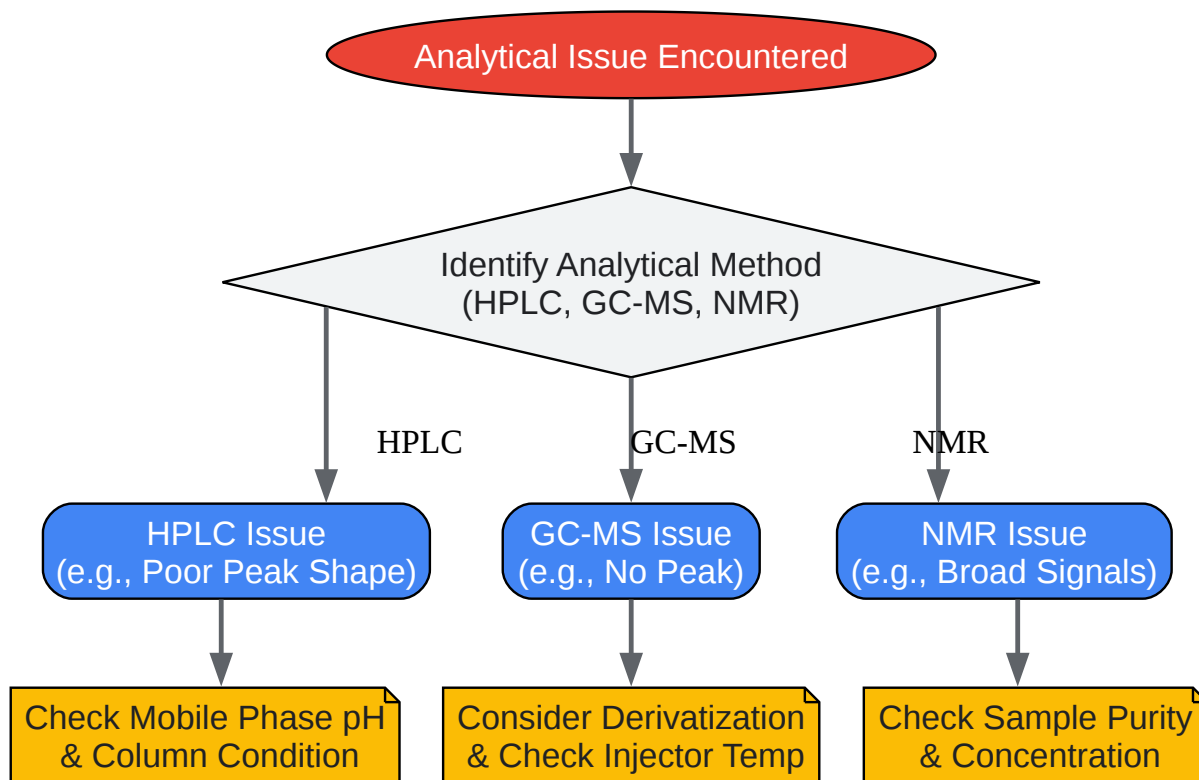 Analytical Issue Encountered
Identify Analytical Method
(HPLC, GC-MS, NMR)
HPLC
GC-MS
NMR
HPLC Issue
(e.g., Poor Peak Shape)
GC-MS Issue
(e.g., No Peak)
NMR Issue
(e.g., Broad Signals)
Check Mobile Phase pH
& Column Condition
Consider Derivatization
& Check Injector Temp
Check Sample Purity
& Concentration